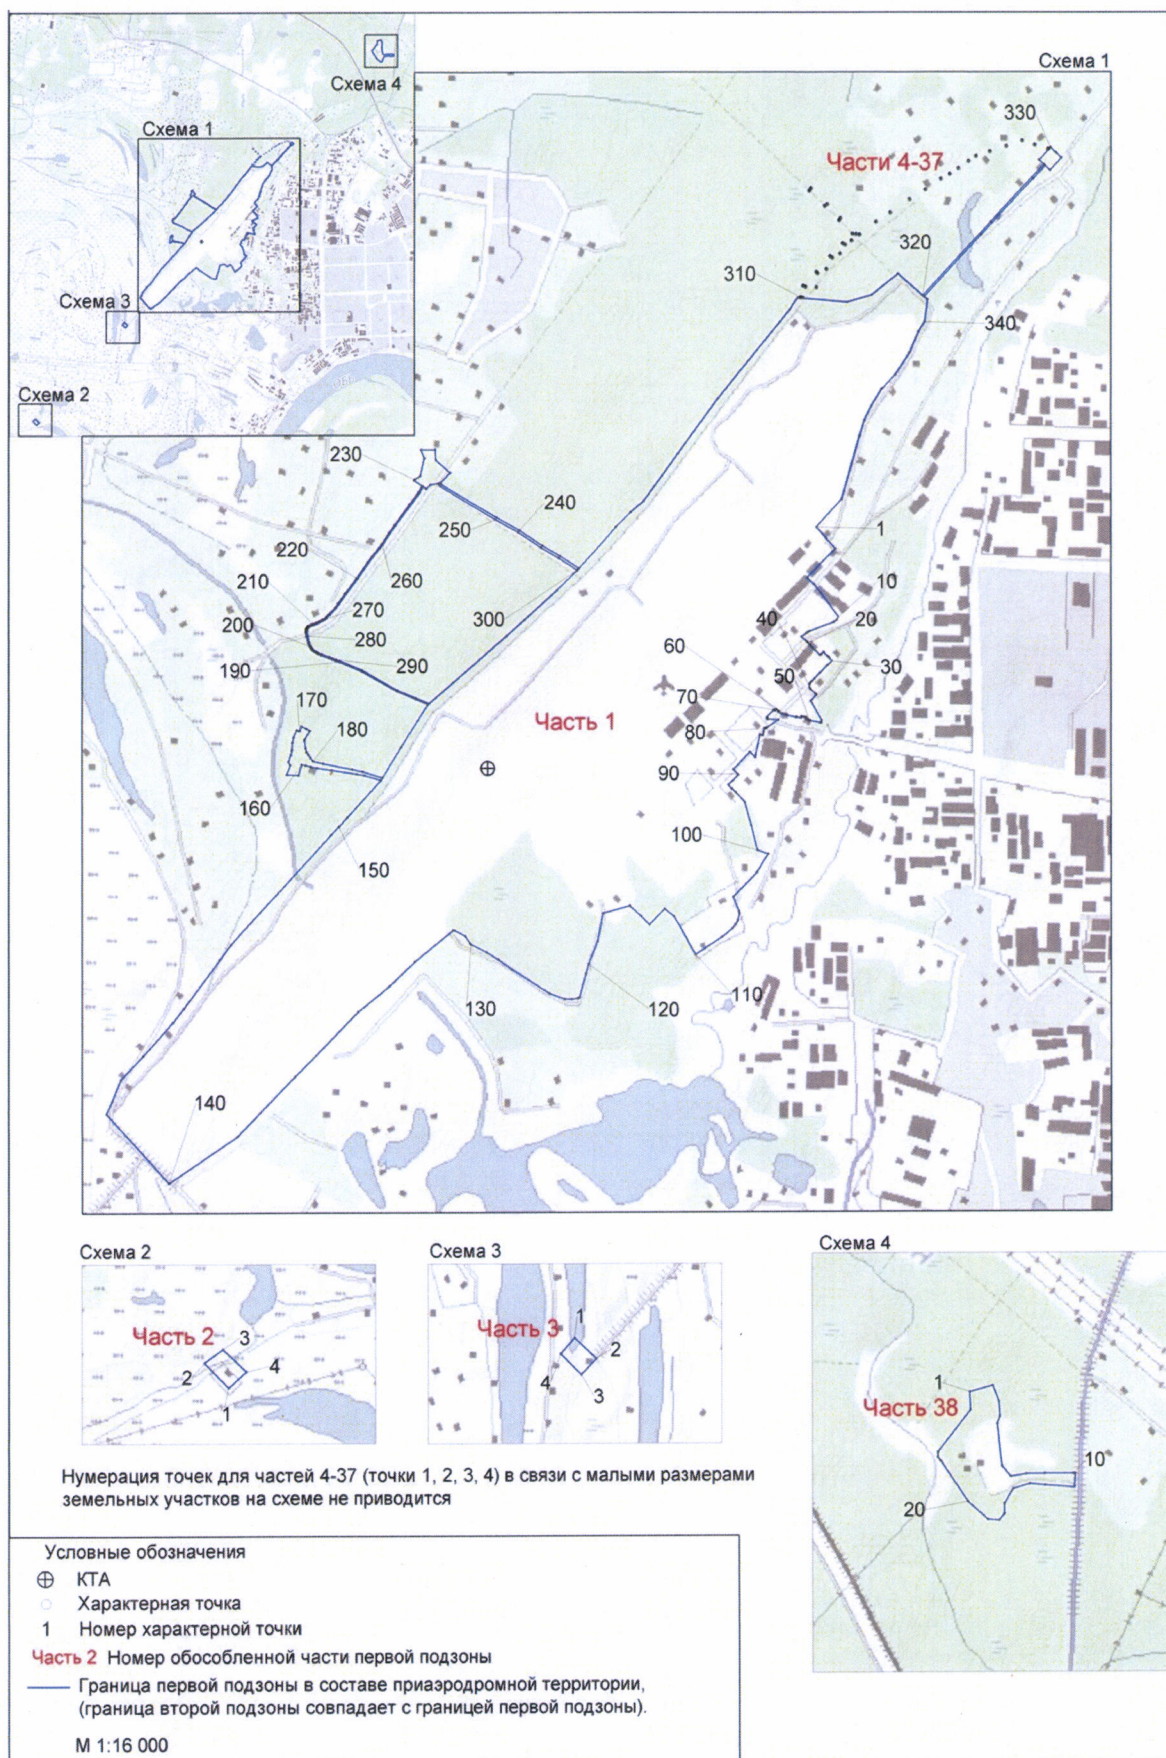 Схема 4
Схема 1
Схема 3
Схема 2
Схема 1
330
Части 4-37
320
310
340
230
240
250
1
220
260
10
210
270
300
40
20
200
280
60
30
190
290
50
170
70
Часть 1
180
80
90
160
100
150
130
120
110
140
Схема 2
Часть 2
3
2
4
1
Схема 3
1
Часть 3
2
4
3
Схема 4
1
Часть 38
10
20
Нумерация точек для частей 4-37 (точки 1, 2, 3, 4) в связи с малыми размерами
земельных участков на схеме не приводится
Условные обозначения
КТА
Характерная точка
1 Номер характерной точки
Часть 2 Номер обособленной части первой подзоны
Граница первой подзоны в составе приаэродромной территории,
(граница второй подзоны совпадает с границей первой подзоны).
М 1:16 000